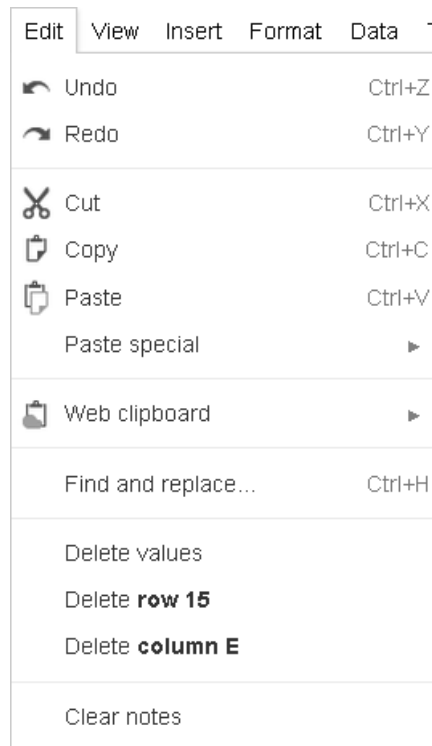 Edit View Insert Format Data
Undo Ctrl+Z
Redo Ctrl+Y
Cut Ctrl+X
Copy Ctrl+C
Paste Ctrl+V
Paste special
Web clipboard
Find and replace... Ctrl+H
Delete values
Delete row 15
Delete column E
Clear notes